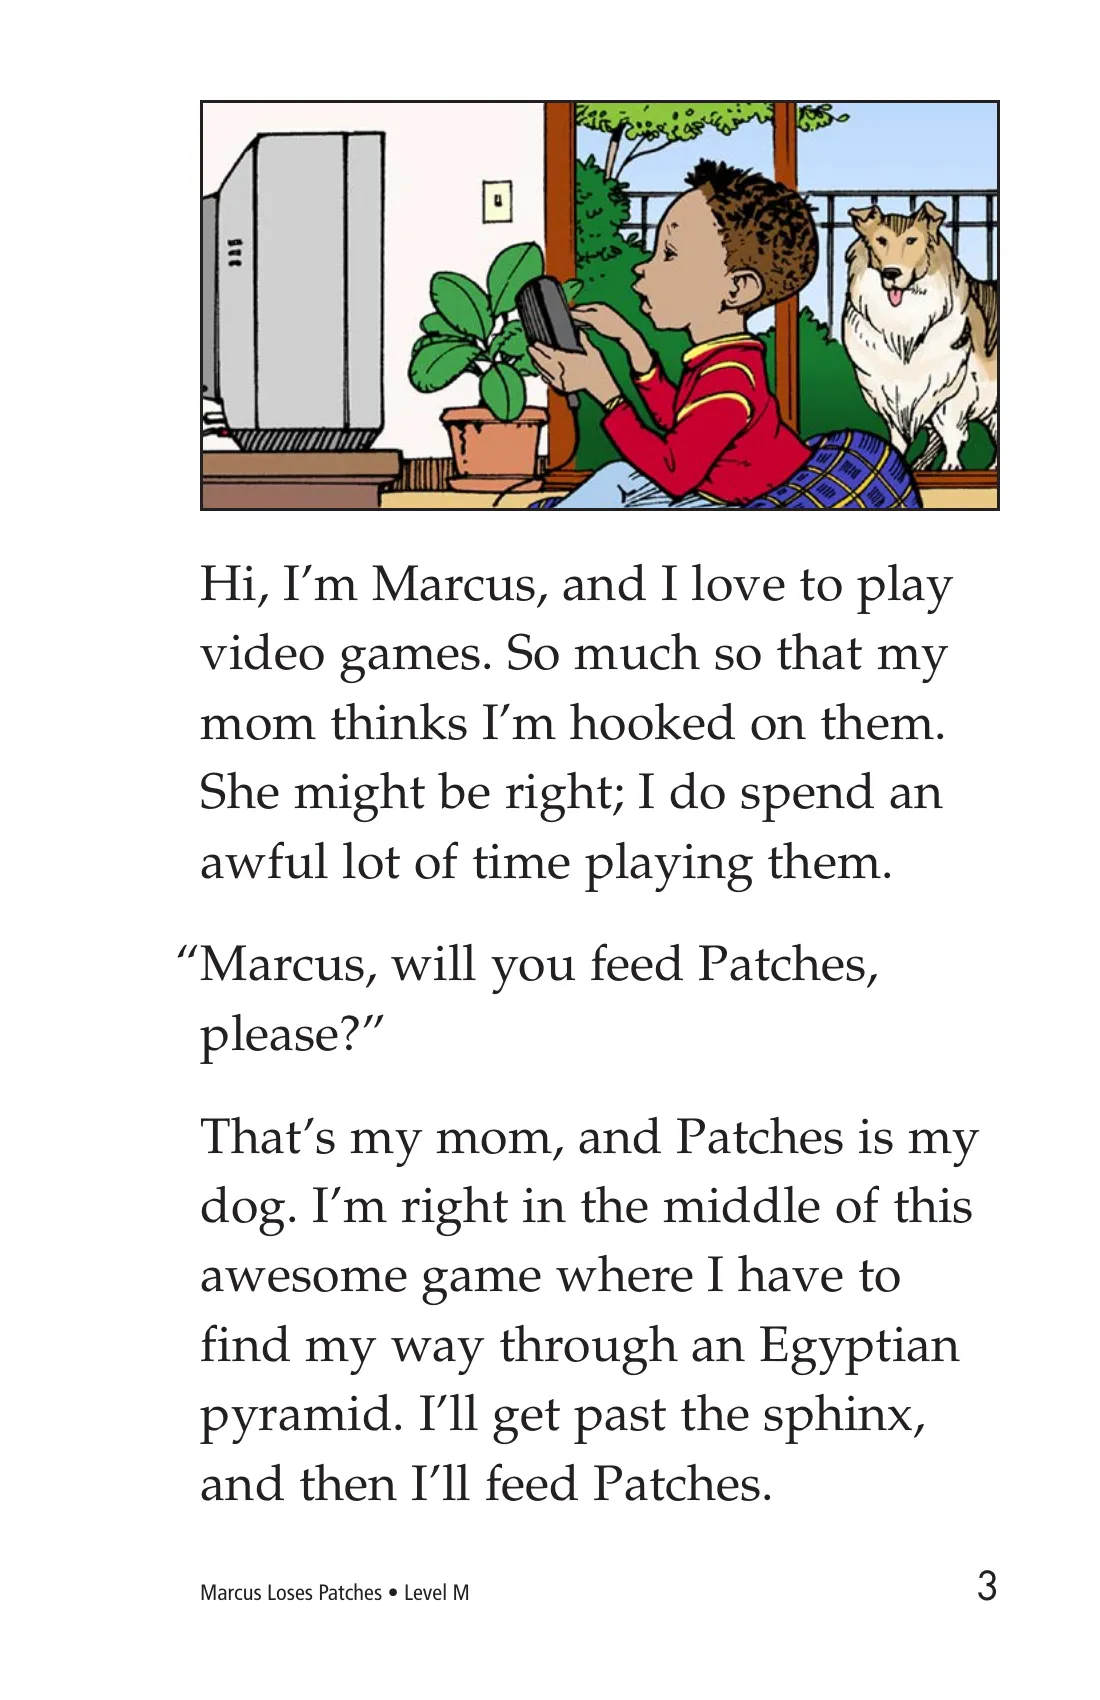 Hi, I’m Marcus, and I love to play
video games. So much so that my
mom thinks I’m hooked on them.
She might be right; I do spend an
awful lot of time playing them.
“Marcus, will you feed Patches,
please?”
That’s my mom, and Patches is my
dog. I’m right in the middle of this
awesome game where I have to
find my way through an Egyptian
pyramid. I’ll get past the sphinx,
and then I’ll feed Patches.
Marcus Loses Patches • Level M
3